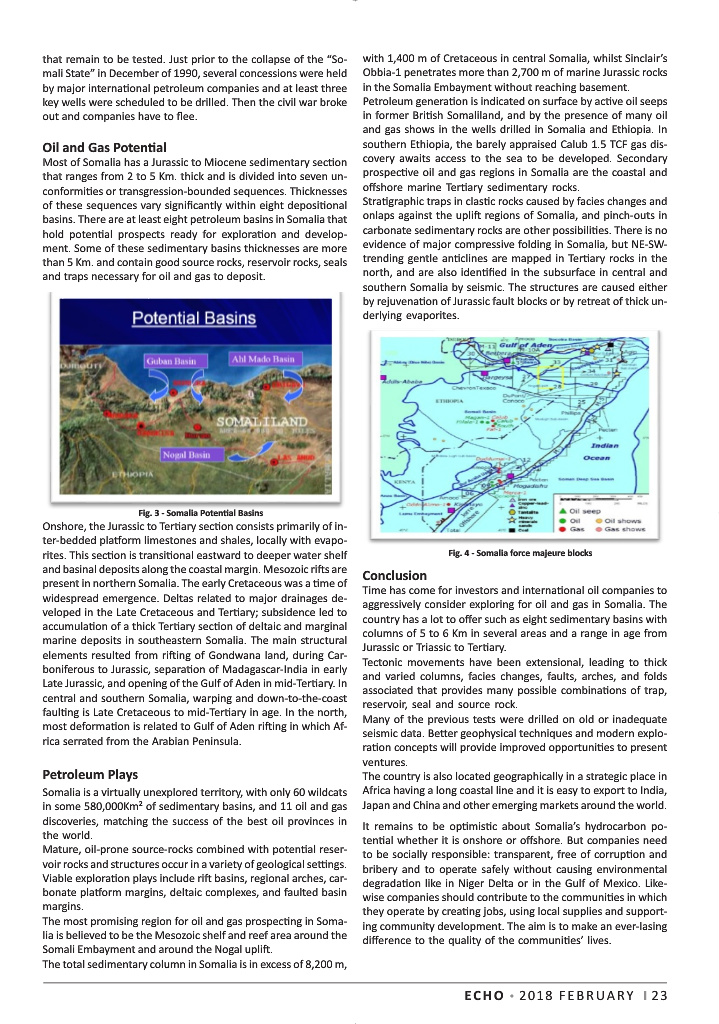 that remain to be tested. Just prior to the collapse of the “So-
mali State” in December of 1990, several concessions were held
by major international petroleum companies and at least three
key wells were scheduled to be drilled. Then the civil war broke
out and companies have to flee.
Oil and Gas Potential
Most of Somalia has a Jurassic to Miocene sedimentary section
that ranges from 2 to 5 Km. thick and is divided into seven un-
conformities or transgression-bounded sequences. Thicknesses
of these sequences vary significantly within eight depositional
basins. There are at least eight petroleum basins in Somalia that
hold potential prospects ready for exploration and develop-
ment. Some of these sedimentary basins thicknesses are more
than 5 Km. and contain good source rocks, reservoir rocks, seals
and traps necessary for oil and gas to deposit.
Potential Basins
Guban Basin
Ahl Mado Basin
SOMALILAND
Nogal Basin
ETHIOPIA
Fig. 3 - Somalia Potential Basins
Onshore, the Jurassic to Tertiary section consists primarily of in-
ter-bedded platform limestones and shales, locally with evapo-
rites. This section is transitional eastward to deeper water shelf
and basinal deposits along the coastal margin. Mesozoic rifts are
present in northern Somalia. The early Cretaceous was a time of
widespread emergence. Deltas related to major drainages de-
veloped in the Late Cretaceous and Tertiary; subsidence led to
accumulation of a thick Tertiary section of deltaic and marginal
marine deposits in southeastern Somalia. The main structural
elements resulted from rifting of Gondwana land, during Car-
boniferous to Jurassic, separation of Madagascar-India in early
Late Jurassic, and opening of the Gulf of Aden in mid-Tertiary. In
central and southern Somalia, warping and down-to-the-coast
faulting is Late Cretaceous to mid-Tertiary in age. In the north,
most deformation is related to Gulf of Aden rifting in which Af-
rica serrated from the Arabian Peninsula.
Petroleum Plays
Somalia is a virtually unexplored territory, with only 60 wildcats
in some 580,000Km² of sedimentary basins, and 11 oil and gas
discoveries, matching the success of the best oil provinces in
the world.
Mature, oil-prone source-rocks combined with potential reser-
voir rocks and structures occur in a variety of geological settings.
Viable exploration plays include rift basins, regional arches, car-
bonate platform margins, deltaic complexes, and faulted basin
margins.
The most promising region for oil and gas prospecting in Soma-
lia is believed to be the Mesozoic shelf and reef area around the
Somali Embayment and around the Nogal uplift.
The total sedimentary column in Somalia is in excess of 8,200 m,
with 1,400 m of Cretaceous in central Somalia, whilst Sinclair’s
Obbia-1 penetrates more than 2,700 m of marine Jurassic rocks
in the Somalia Embayment without reaching basement.
Petroleum generation is indicated on surface by active oil seeps
in former British Somaliland, and by the presence of many oil
and gas shows in the wells drilled in Somalia and Ethiopia. In
southern Ethiopia, the barely appraised Calub 1.5 TCF gas dis-
covery awaits access to the sea to be developed. Secondary
prospective oil and gas regions in Somalia are the coastal and
offshore marine Tertiary sedimentary rocks.
Stratigraphic traps in clastic rocks caused by facies changes and
onlaps against the uplift regions of Somalia, and pinch-outs in
carbonate sedimentary rocks are other possibilities. There is no
evidence of major compressive folding in Somalia, but NE-SW-
trending gentle anticlines are mapped in Tertiary rocks in the
north, and are also identified in the subsurface in central and
southern Somalia by seismic. The structures are caused either
by rejuvenation of Jurassic fault blocks or by retreat of thick un-
derlying evaporites.
Gulf of Aden
Addis-Ababa
ETHIOPIA
Indian
Ocean
KENYA
Mogadishu
Oil seep
Oil
Oil shows
Gas
Gas shows
Fig. 4 - Somalia force majeure blocks
Conclusion
Time has come for investors and international oil companies to
aggressively consider exploring for oil and gas in Somalia. The
country has a lot to offer such as eight sedimentary basins with
columns of 5 to 6 Km in several areas and a range in age from
Jurassic or Triassic to Tertiary.
Tectonic movements have been extensional, leading to thick
and varied columns, facies changes, faults, arches, and folds
associated that provides many possible combinations of trap,
reservoir, seal and source rock.
Many of the previous tests were drilled on old or inadequate
seismic data. Better geophysical techniques and modern explo-
ration concepts will provide improved opportunities to present
ventures.
The country is also located geographically in a strategic place in
Africa having a long coastal line and it is easy to export to India,
Japan and China and other emerging markets around the world.
It remains to be optimistic about Somalia’s hydrocarbon po-
tential whether it is onshore or offshore. But companies need
to be socially responsible: transparent, free of corruption and
bribery and to operate safely without causing environmental
degradation like in Niger Delta or in the Gulf of Mexico. Like-
wise companies should contribute to the communities in which
they operate by creating jobs, using local supplies and support-
ing community development. The aim is to make an ever-lasing
difference to the quality of the communities’ lives.
ECHO • 2018 FEBRUARY | 23